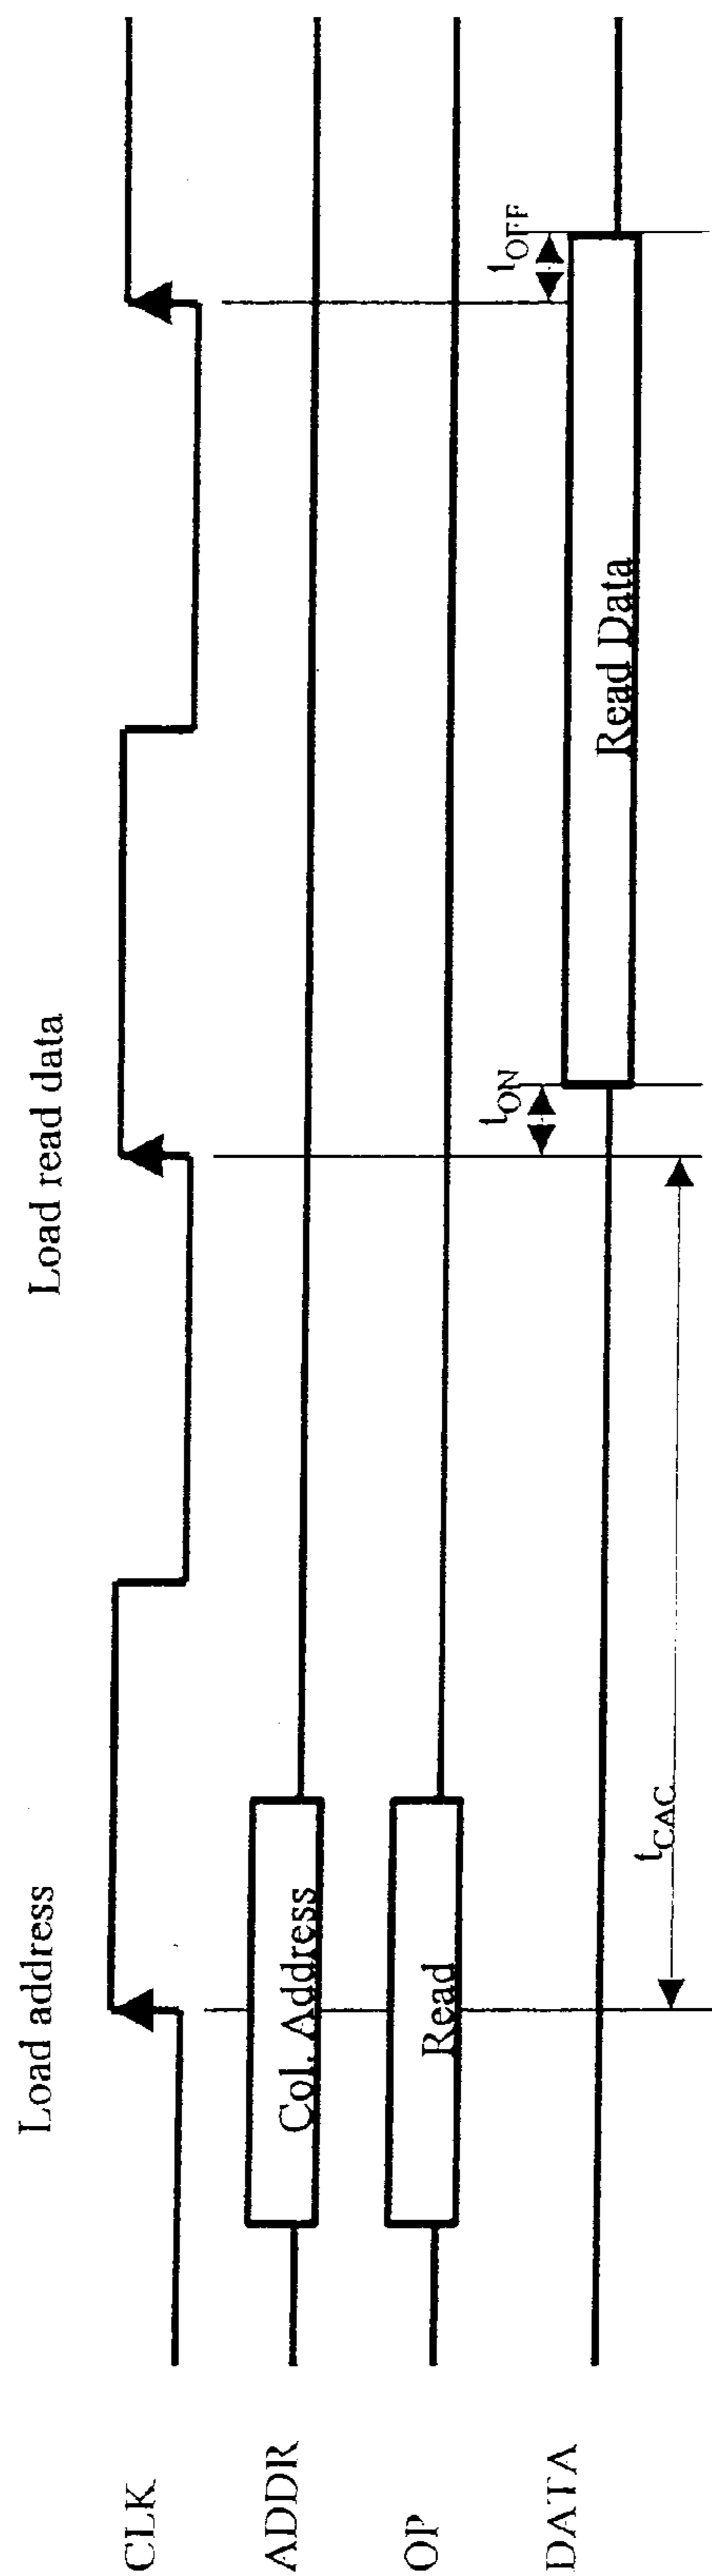 Load address
Load read data
CLK
ADDR
Col. Address
OP
Read
DATA
Read Data
tON
tOFF
tCAC